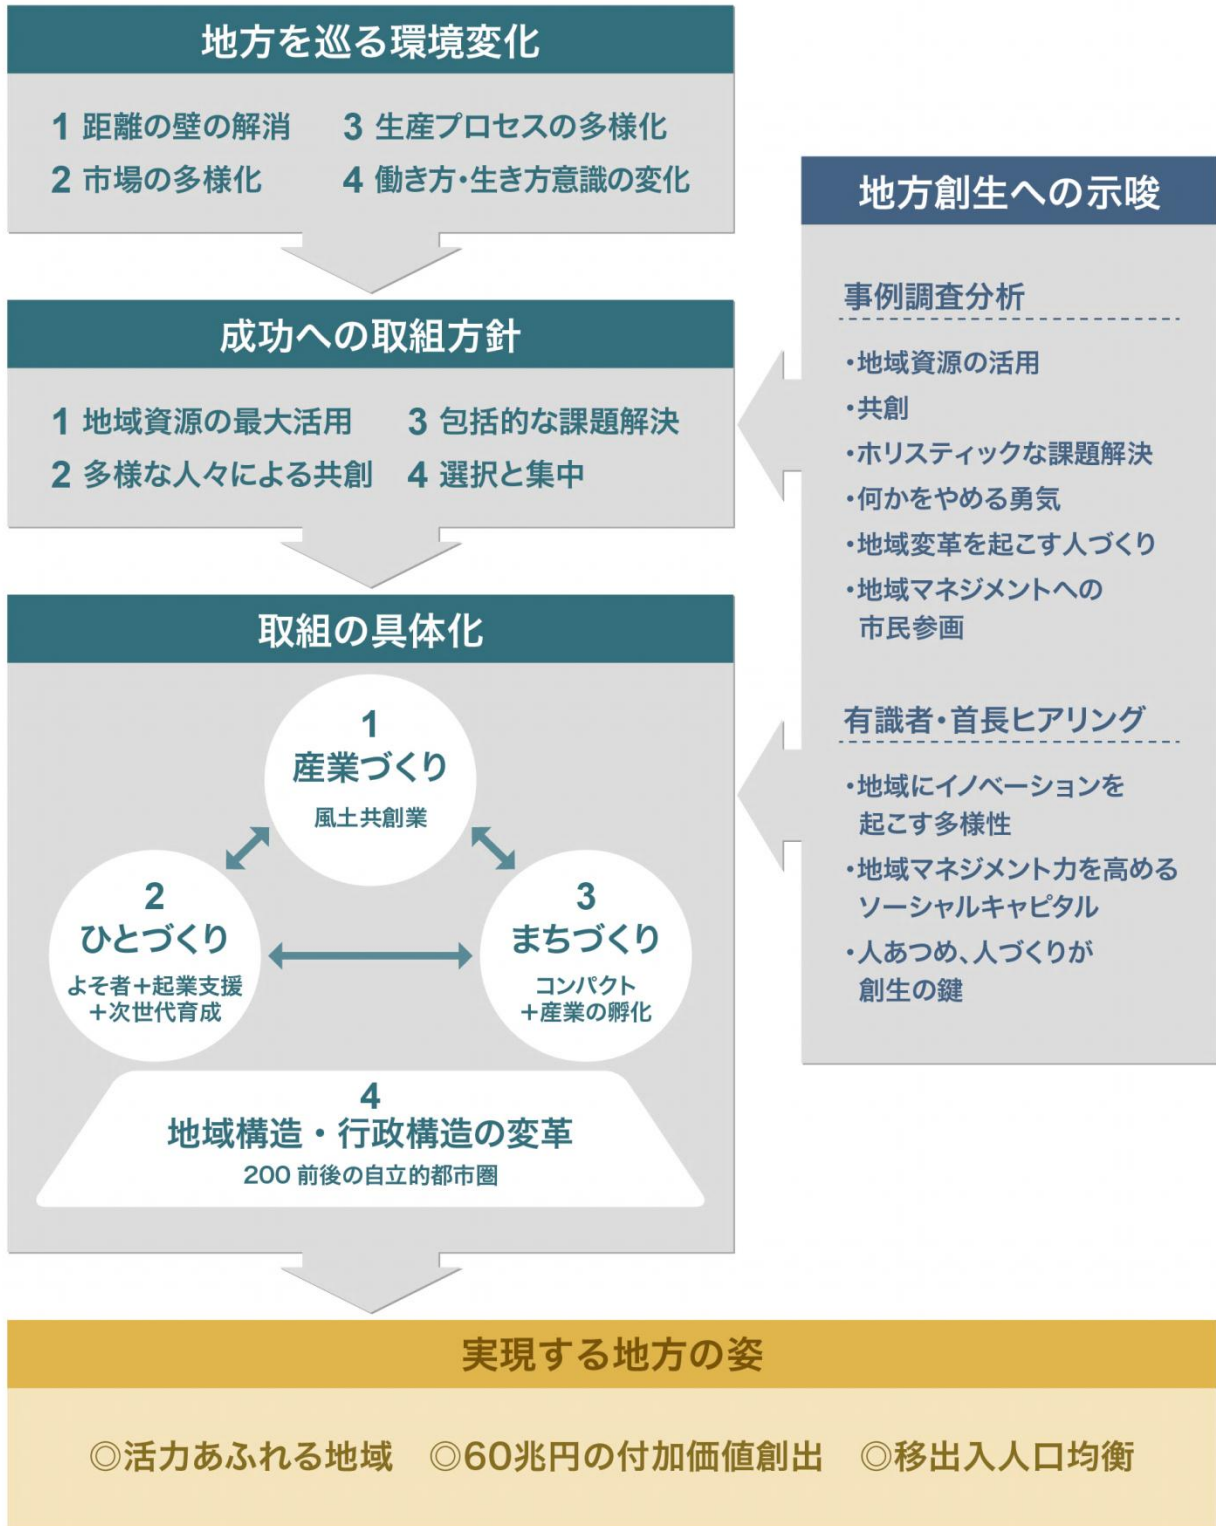 地方を巡る環境変化
1 距離の壁の解消
3 生産プロセスの多様化
2 市場の多様化
4 働き方・生き方意識の変化
成功への取組方針
1 地域資源の最大活用
3 包括的な課題解決
2 多様な人々による共創
4 選択と集中
取組の具体化
1
産業づくり
風土共創業
2
ひとづくり
よそ者＋起業支援
＋次世代育成
3
まちづくり
コンパクト
＋産業の孵化
4
地域構造・行政構造の変革
200 前後の自立的都市圏
地方創生への示唆
事例調査分析
・地域資源の活用
・共創
・ホリスティックな課題解決
・何かをやめる勇気
・地域変革を起こす人づくり
・地域マネジメントへの
市民参画
有識者・首長ヒアリング
・地域にイノベーションを
起こす多様性
・地域マネジメント力を高める
ソーシャルキャピタル
・人あつめ、人づくりが
創生の鍵
実現する地方の姿
◎活力あふれる地域　◎60兆円の付加価値創出　◎移出入人口均衡